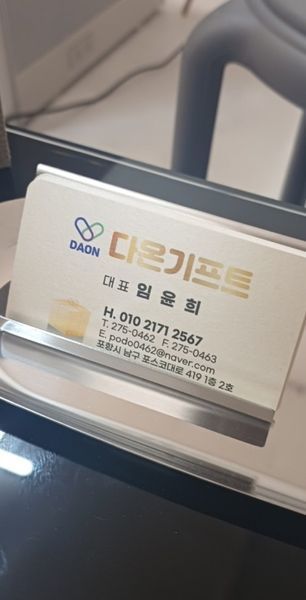 DAON 다온기프트
대표 임윤희
H. 010 2171 2567
T. 275-0462 F. 275-0463
E. podo0462@naver.com
포항시 남구 포스코대로 419 1층 2호